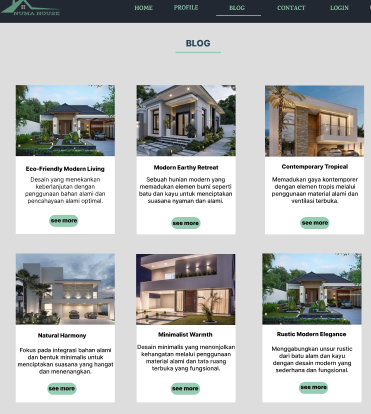 HOME PROFILE BLOG CONTACT LOGIN
NUMA HOUSE
BLOG
Eco-Friendly Modern Living
Desain yang menekankan
keberlanjutan dengan
penggunaan bahan alami dan
pencahayaan alami optimal.
see more
Modern Earthy Retreat
Sebuah hunian modern yang
memadukan elemen bumi seperti
batu dan kayu untuk menciptakan
suasana nyaman dan alami.
see more
Contemporary Tropical
Memadukan gaya kontemporer
dengan elemen tropis melalui
penggunaan material alami dan
ventilasi terbuka.
see more
Natural Harmony
Fokus pada integrasi bahan alami
dan bentuk minimalis untuk
menciptakan suasana yang hangat
dan menenangkan.
see more
Minimalist Warmth
Desain minimalis yang menonjolkan
kehangatan melalui penggunaan
material alami dan tata ruang
terbuka yang fungsional.
see more
Rustic Modern Elegance
Menggabungkan unsur rustic
dari batu alam dan kayu
dengan desain modern yang
sederhana dan fungsional.
see more